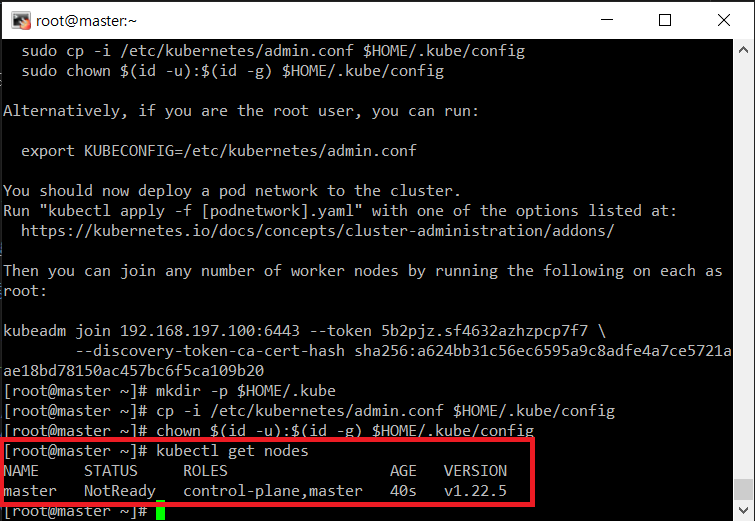 root@master:~
  sudo cp -i /etc/kubernetes/admin.conf $HOME/.kube/config
  sudo chown $(id -u):$(id -g) $HOME/.kube/config
Alternatively, if you are the root user, you can run:
  export KUBECONFIG=/etc/kubernetes/admin.conf
You should now deploy a pod network to the cluster.
Run "kubectl apply -f [podnetwork].yaml" with one of the options listed at:
  https://kubernetes.io/docs/concepts/cluster-administration/addons/
Then you can join any number of worker nodes by running the following on each as
root:
kubeadm join 192.168.197.100:6443 --token 5b2pjz.sf4632azhzpcp7f7 \
        --discovery-token-ca-cert-hash sha256:a624bb31c56ec6595a9c8adfe4a7ce5721a
ae18bd78150ac457bc6f5ca109b20
[root@master ~]# mkdir -p $HOME/.kube
[root@master ~]# cp -i /etc/kubernetes/admin.conf $HOME/.kube/config
[root@master ~]# chown $(id -u):$(id -g) $HOME/.kube/config
[root@master ~]# kubectl get nodes
NAME     STATUS     ROLES                  AGE   VERSION
master   NotReady   control-plane,master   40s   v1.22.5
[root@master ~]#